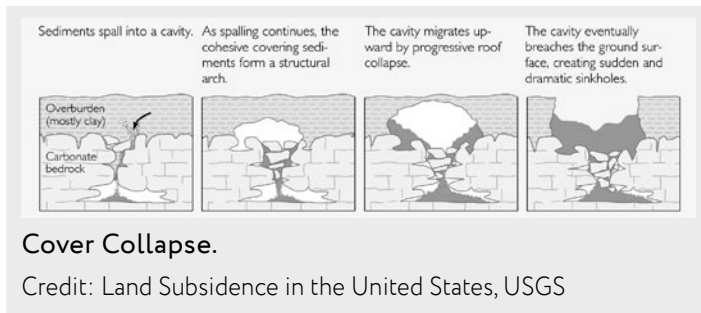 Sediments spall into a cavity.
As spalling continues, the
cohesive covering sedi-
ments form a structural
arch.
The cavity migrates up-
ward by progressive roof
collapse.
The cavity eventually
breaches the ground sur-
face, creating sudden and
dramatic sinkholes.
Overburden
(mostly clay)
Carbonate
bedrock
Cover Collapse.
Credit: Land Subsidence in the United States, USGS